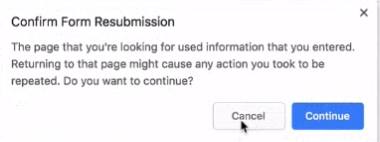 Confirm Form Resubmission
The page that you're looking for used information that you entered.
Returning to that page might cause any action you took to be
repeated. Do you want to continue?
Cancel
Continue